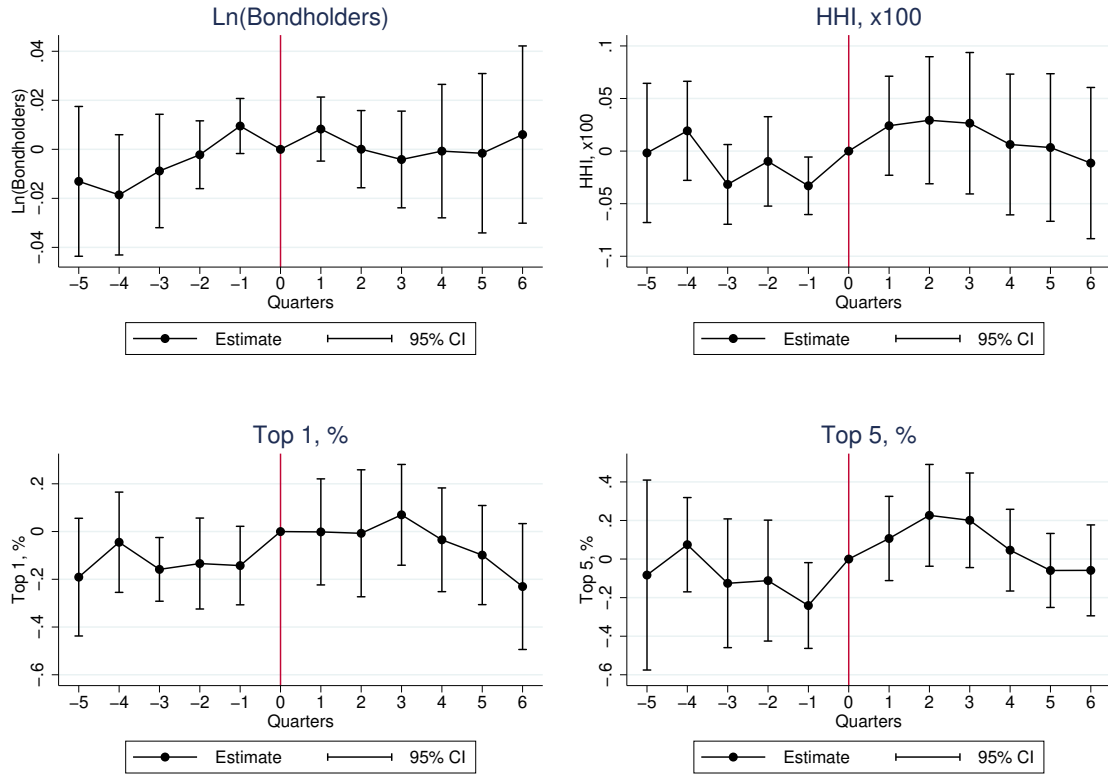 Ln(Bondholders)
Ln(Bondholders)
.04
.02
0
−.02
−.04
−5 −4 −3 −2 −1 0 1 2 3 4 5 6
Quarters
Estimate 95% CI
HHI, x100
HHI, x100
.1
.05
0
−.05
−.1
−5 −4 −3 −2 −1 0 1 2 3 4 5 6
Quarters
Estimate 95% CI
Top 1, %
Top 1, %
.2
0
−.2
−.4
−.6
−5 −4 −3 −2 −1 0 1 2 3 4 5 6
Quarters
Estimate 95% CI
Top 5, %
Top 5, %
.4
.2
0
−.2
−.4
−.6
−5 −4 −3 −2 −1 0 1 2 3 4 5 6
Quarters
Estimate 95% CI